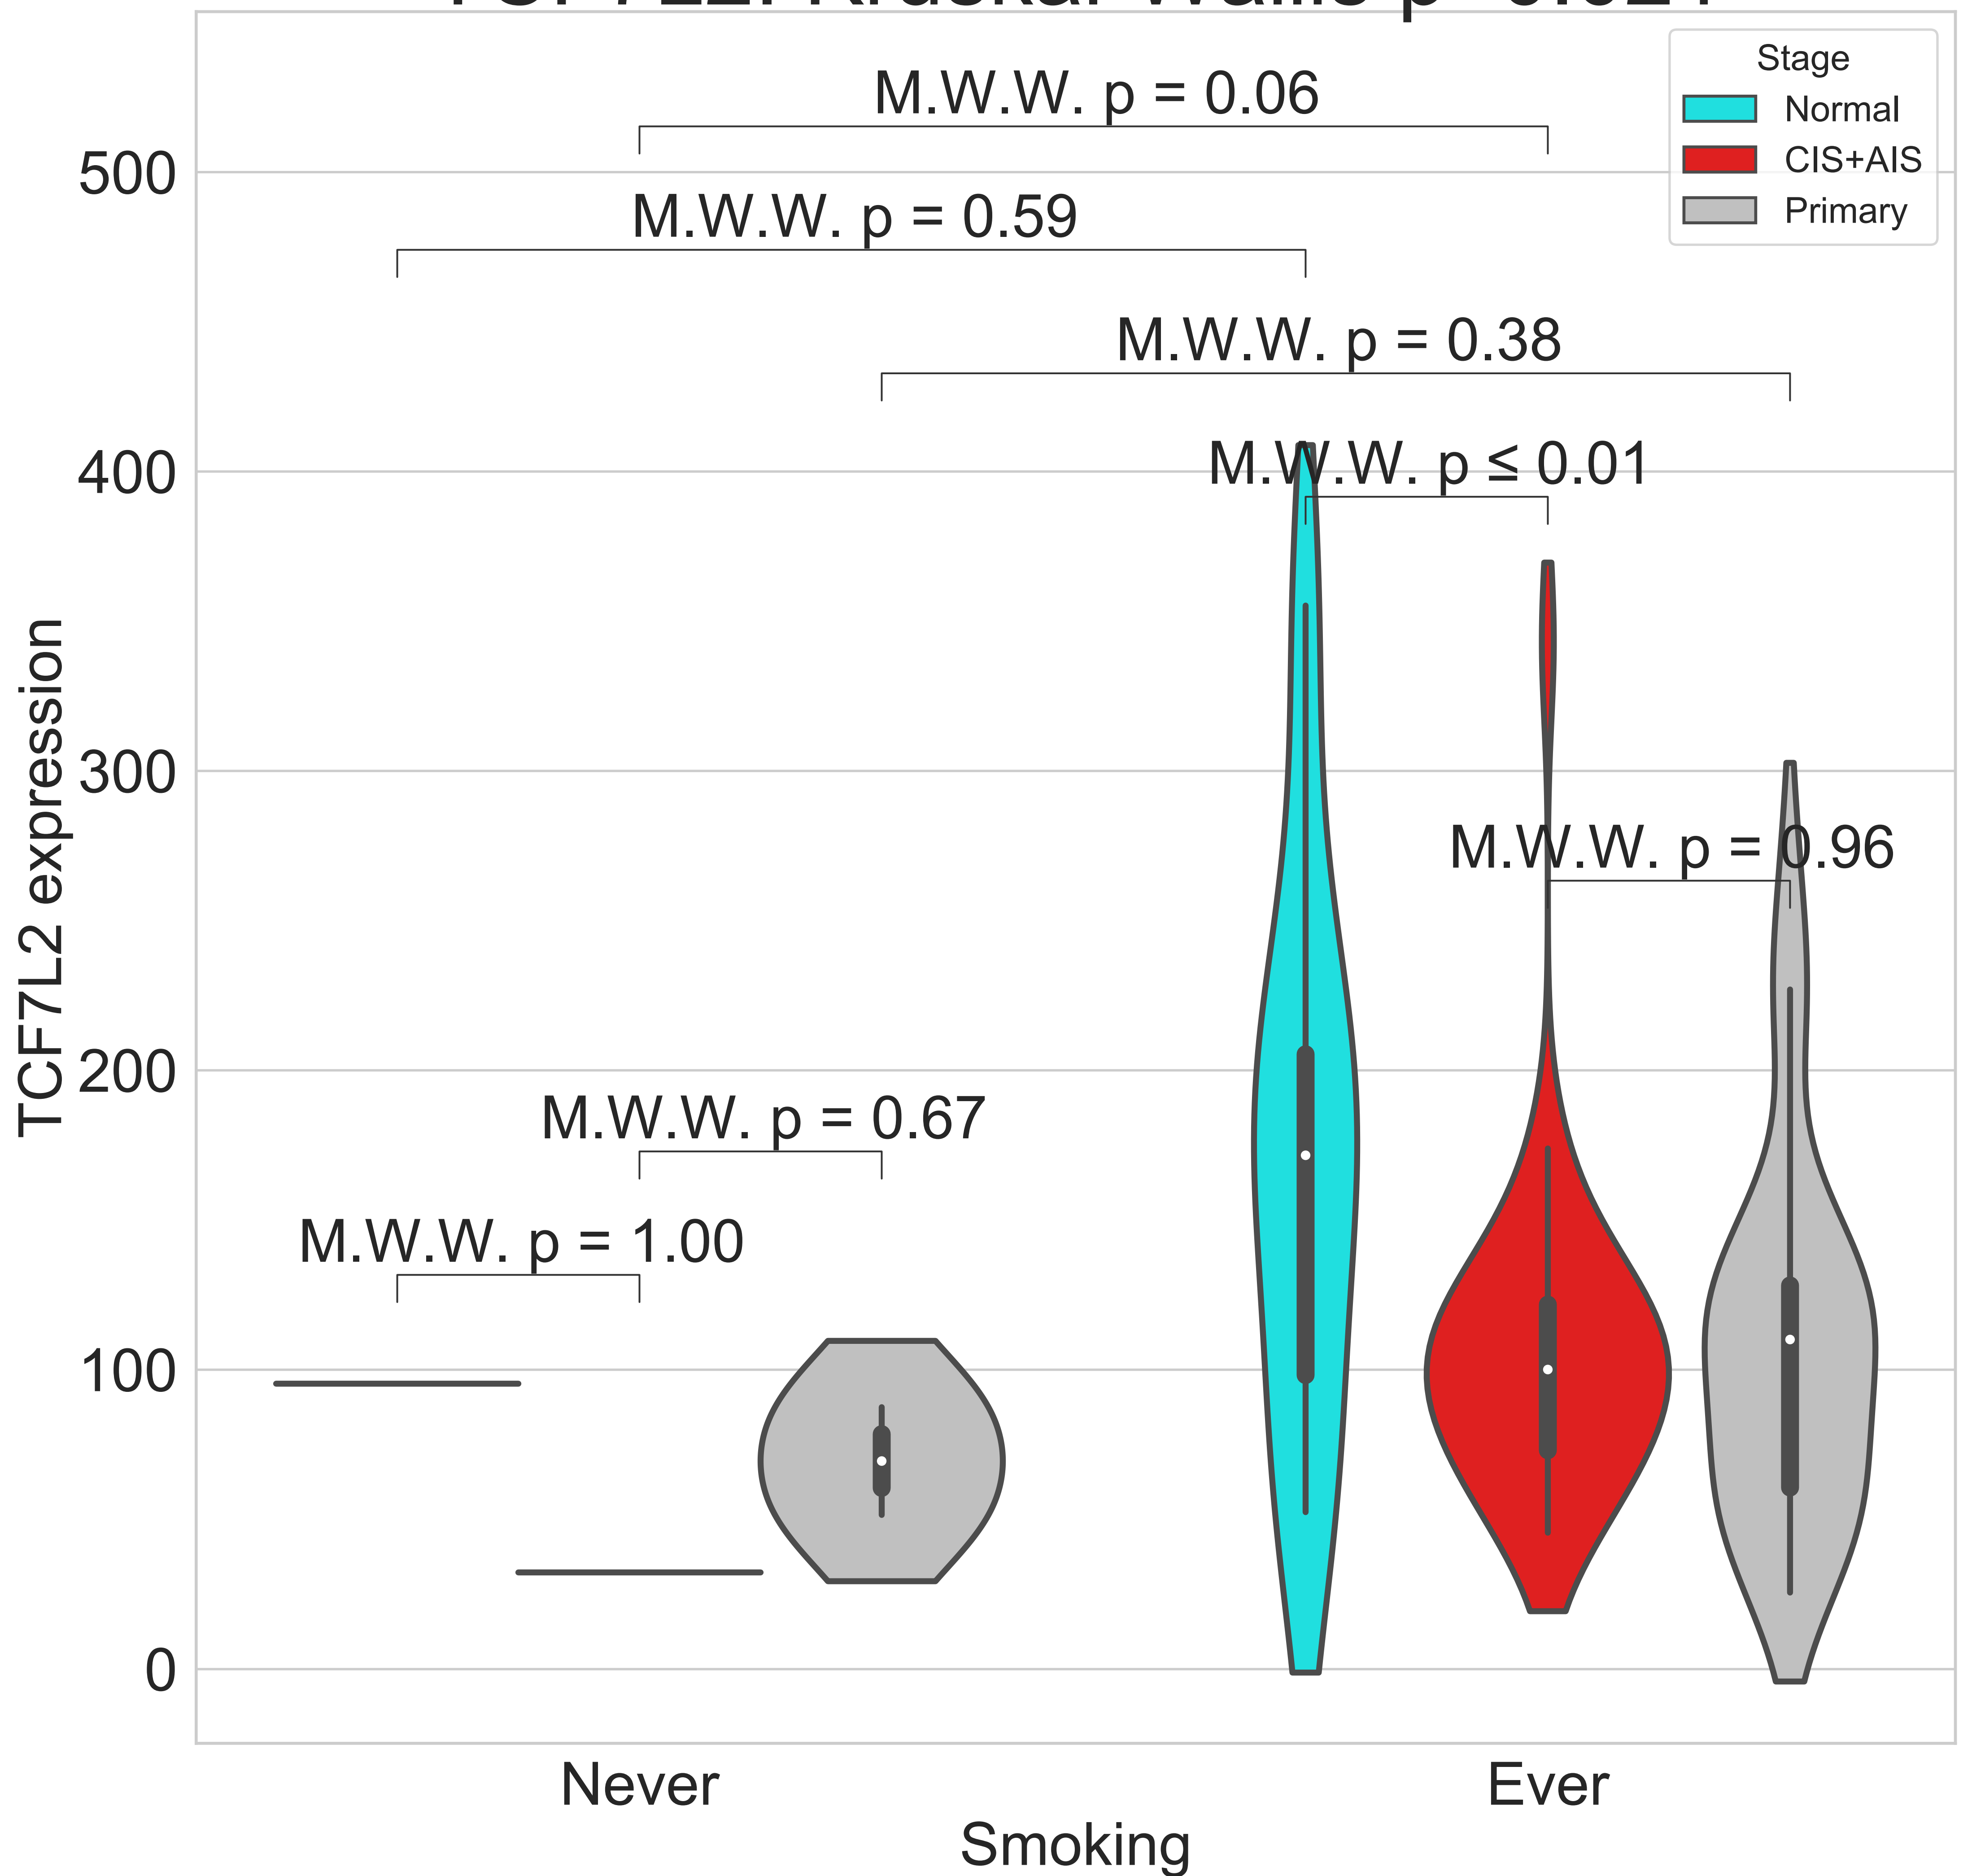 Stage
Normal
CIS+AIS
Primary
M.W.W. p = 0.06
M.W.W. p = 0.59
M.W.W. p = 0.38
M.W.W. p ≤ 0.01
M.W.W. p = 0.96
M.W.W. p = 0.67
M.W.W. p = 1.00
500
400
300
200
100
0
TCF7L2 expression
Never
Ever
Smoking